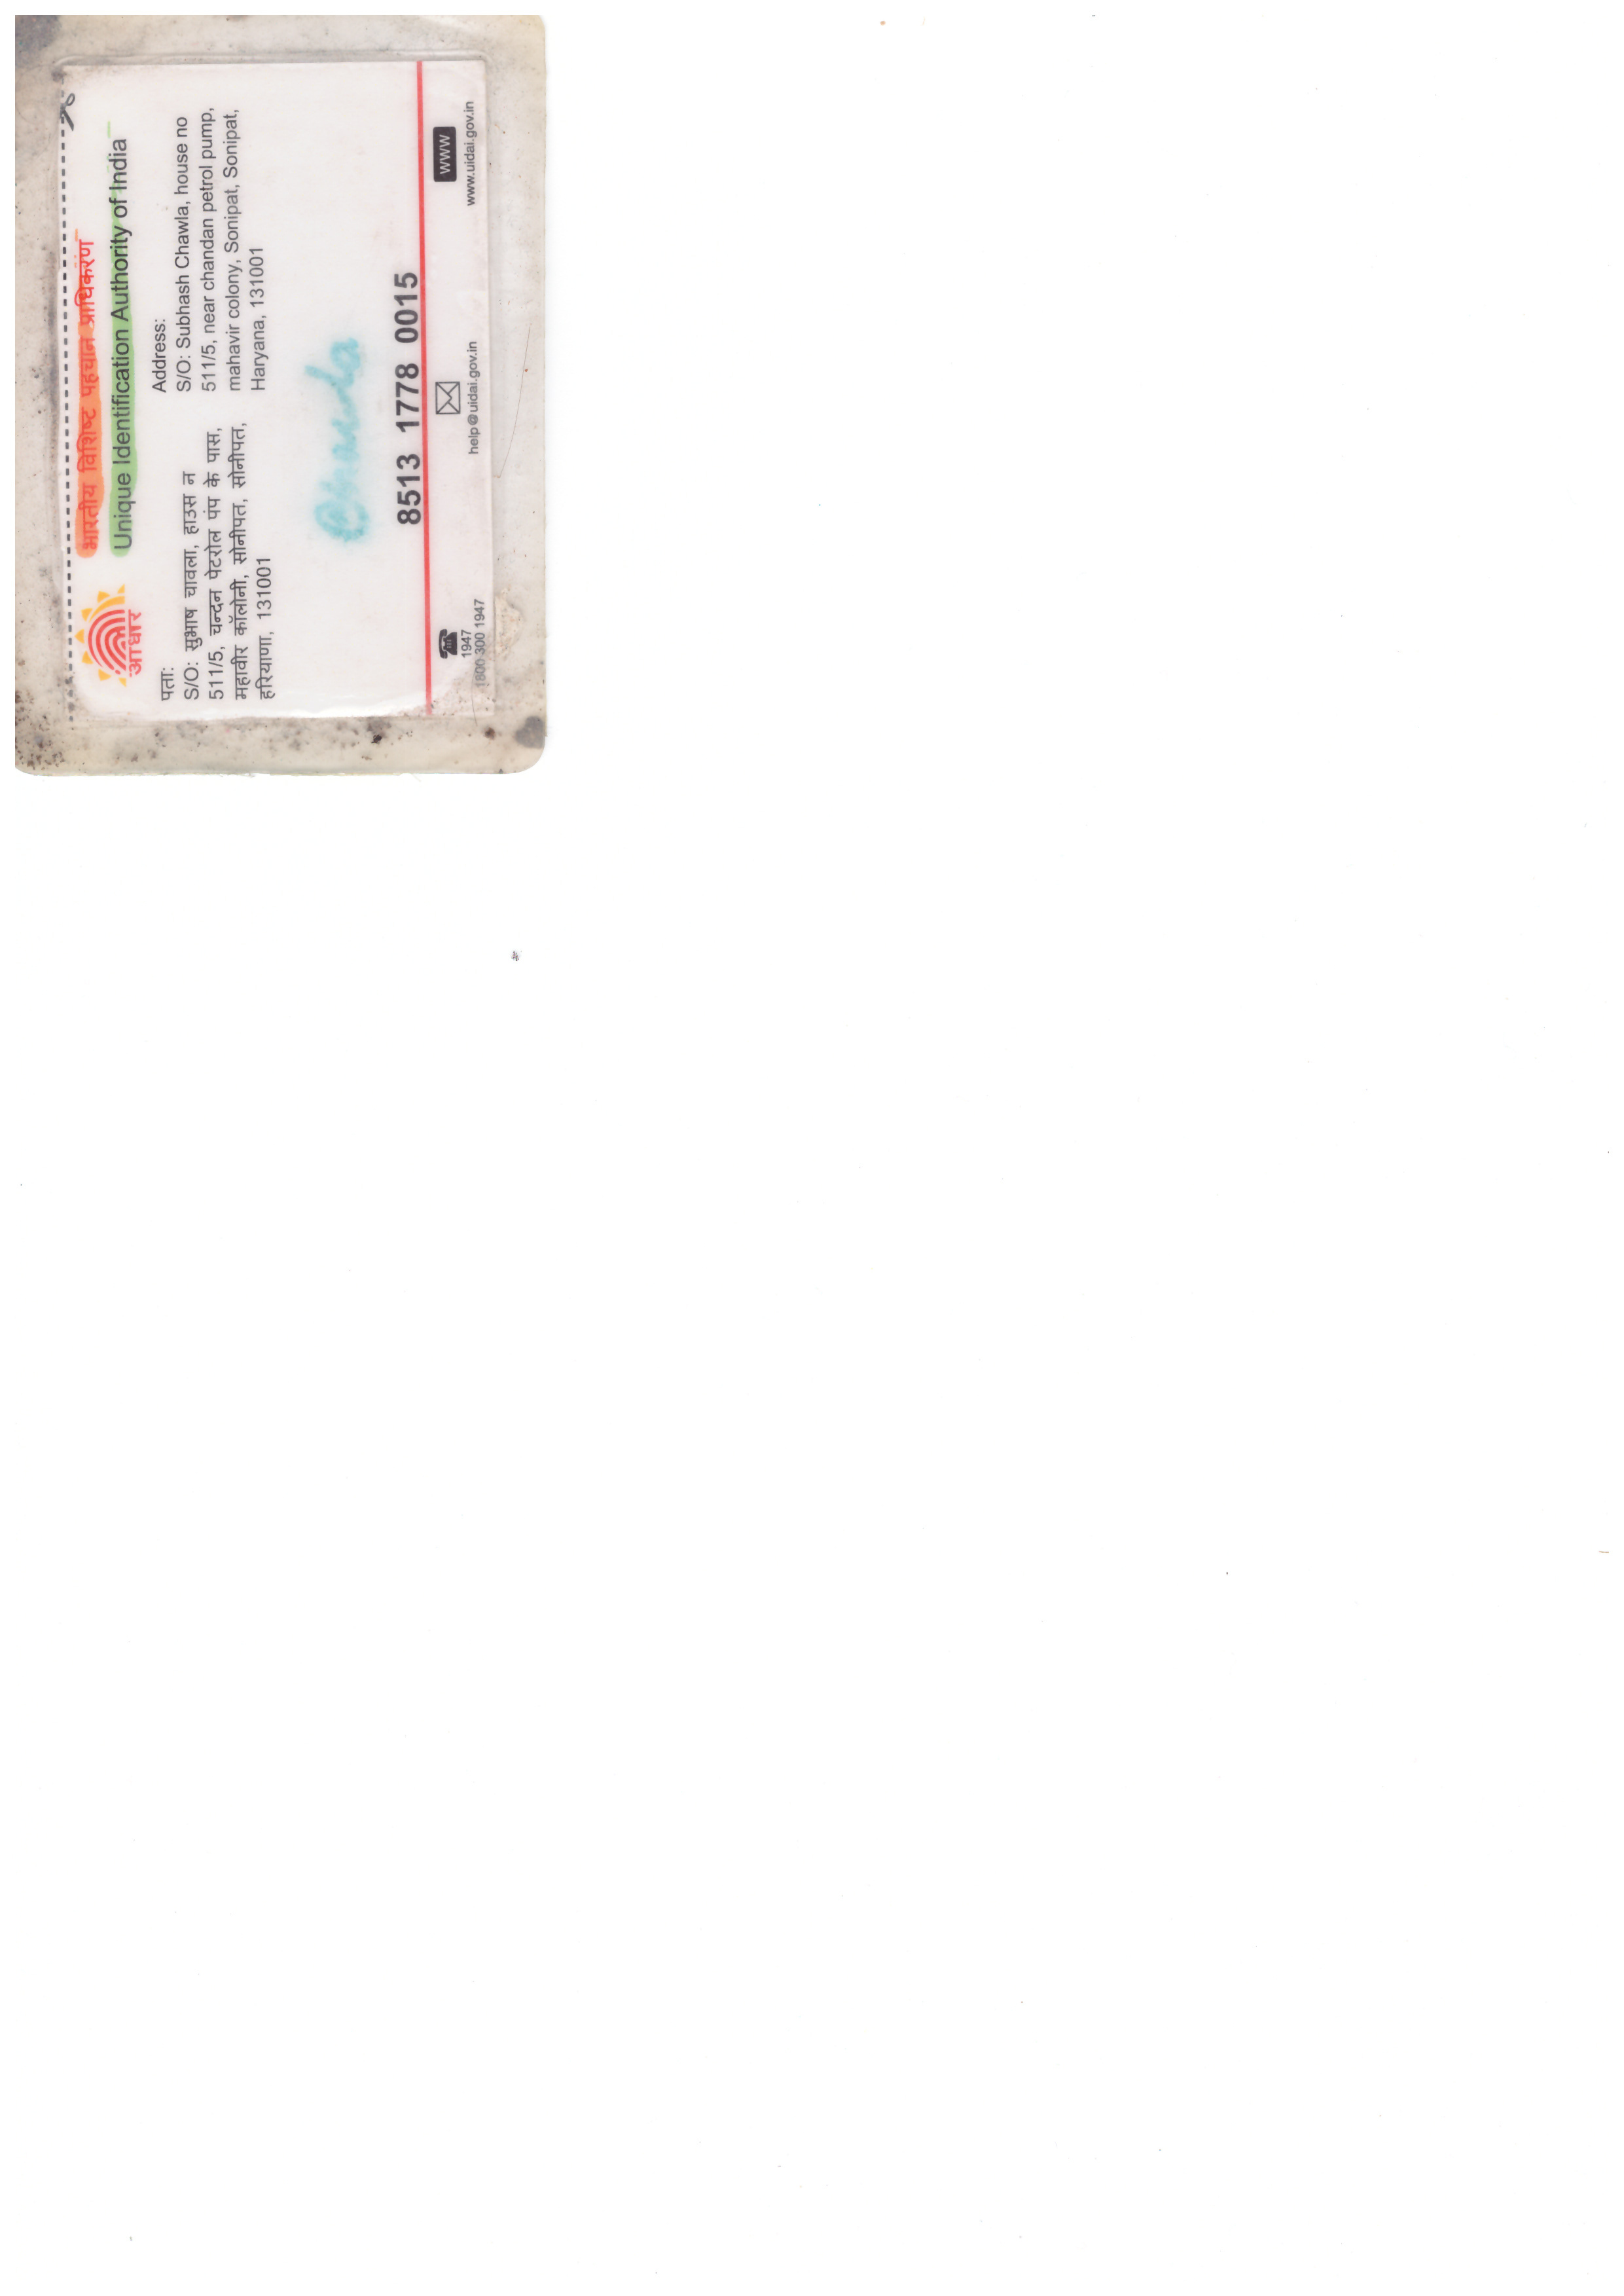 आधार
भारतीय विशिष्ट पहचान प्राधिकरण
Unique Identification Authority of India
पता:
S/O: सुभाष चावला, हाउस न
511/5, चन्दन पेटरोल पंप के पास,
महावीर कॉलोनी, सोनीपत, सोनीपत,
हरियाणा, 131001
Address:
S/O: Subhash Chawla, house no
511/5, near chandan petrol pump,
mahavir colony, Sonipat, Sonipat,
Haryana, 131001
8513 1778 0015
1947
1800 300 1947
help@uidai.gov.in
www
www.uidai.gov.in